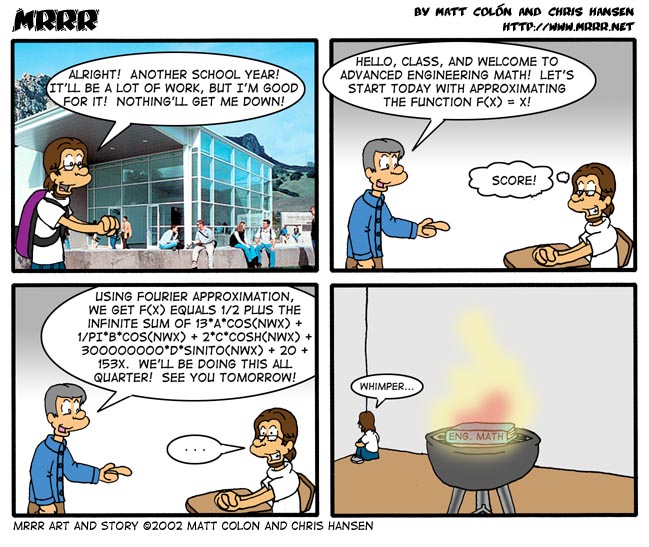 MRRR
BY MATT COLÓN AND CHRIS HANSEN
HTTP://WWW.MRRR.NET
ALRIGHT! ANOTHER SCHOOL YEAR!
IT'LL BE A LOT OF WORK, BUT I'M GOOD
FOR IT! NOTHING'LL GET ME DOWN!
HELLO, CLASS, AND WELCOME TO
ADVANCED ENGINEERING MATH! LET'S
START TODAY WITH APPROXIMATING
THE FUNCTION F(X) = X!
SCORE!
USING FOURIER APPROXIMATION,
WE GET F(X) EQUALS 1/2 PLUS THE
INFINITE SUM OF 13*A*COS(NWX) +
1/PI*B*COS(NWX) + 2*C*COSH(NWX) +
300000000*D*SINITO(NWX) + 20 +
153X. WE'LL BE DOING THIS ALL
QUARTER! SEE YOU TOMORROW!
...
WHIMPER...
ENG. MATH
MRRR ART AND STORY ©2002 MATT COLON AND CHRIS HANSEN